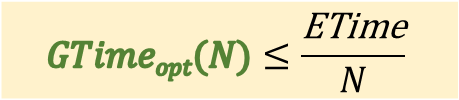 GTime_opt(N) ≤ ETime / N